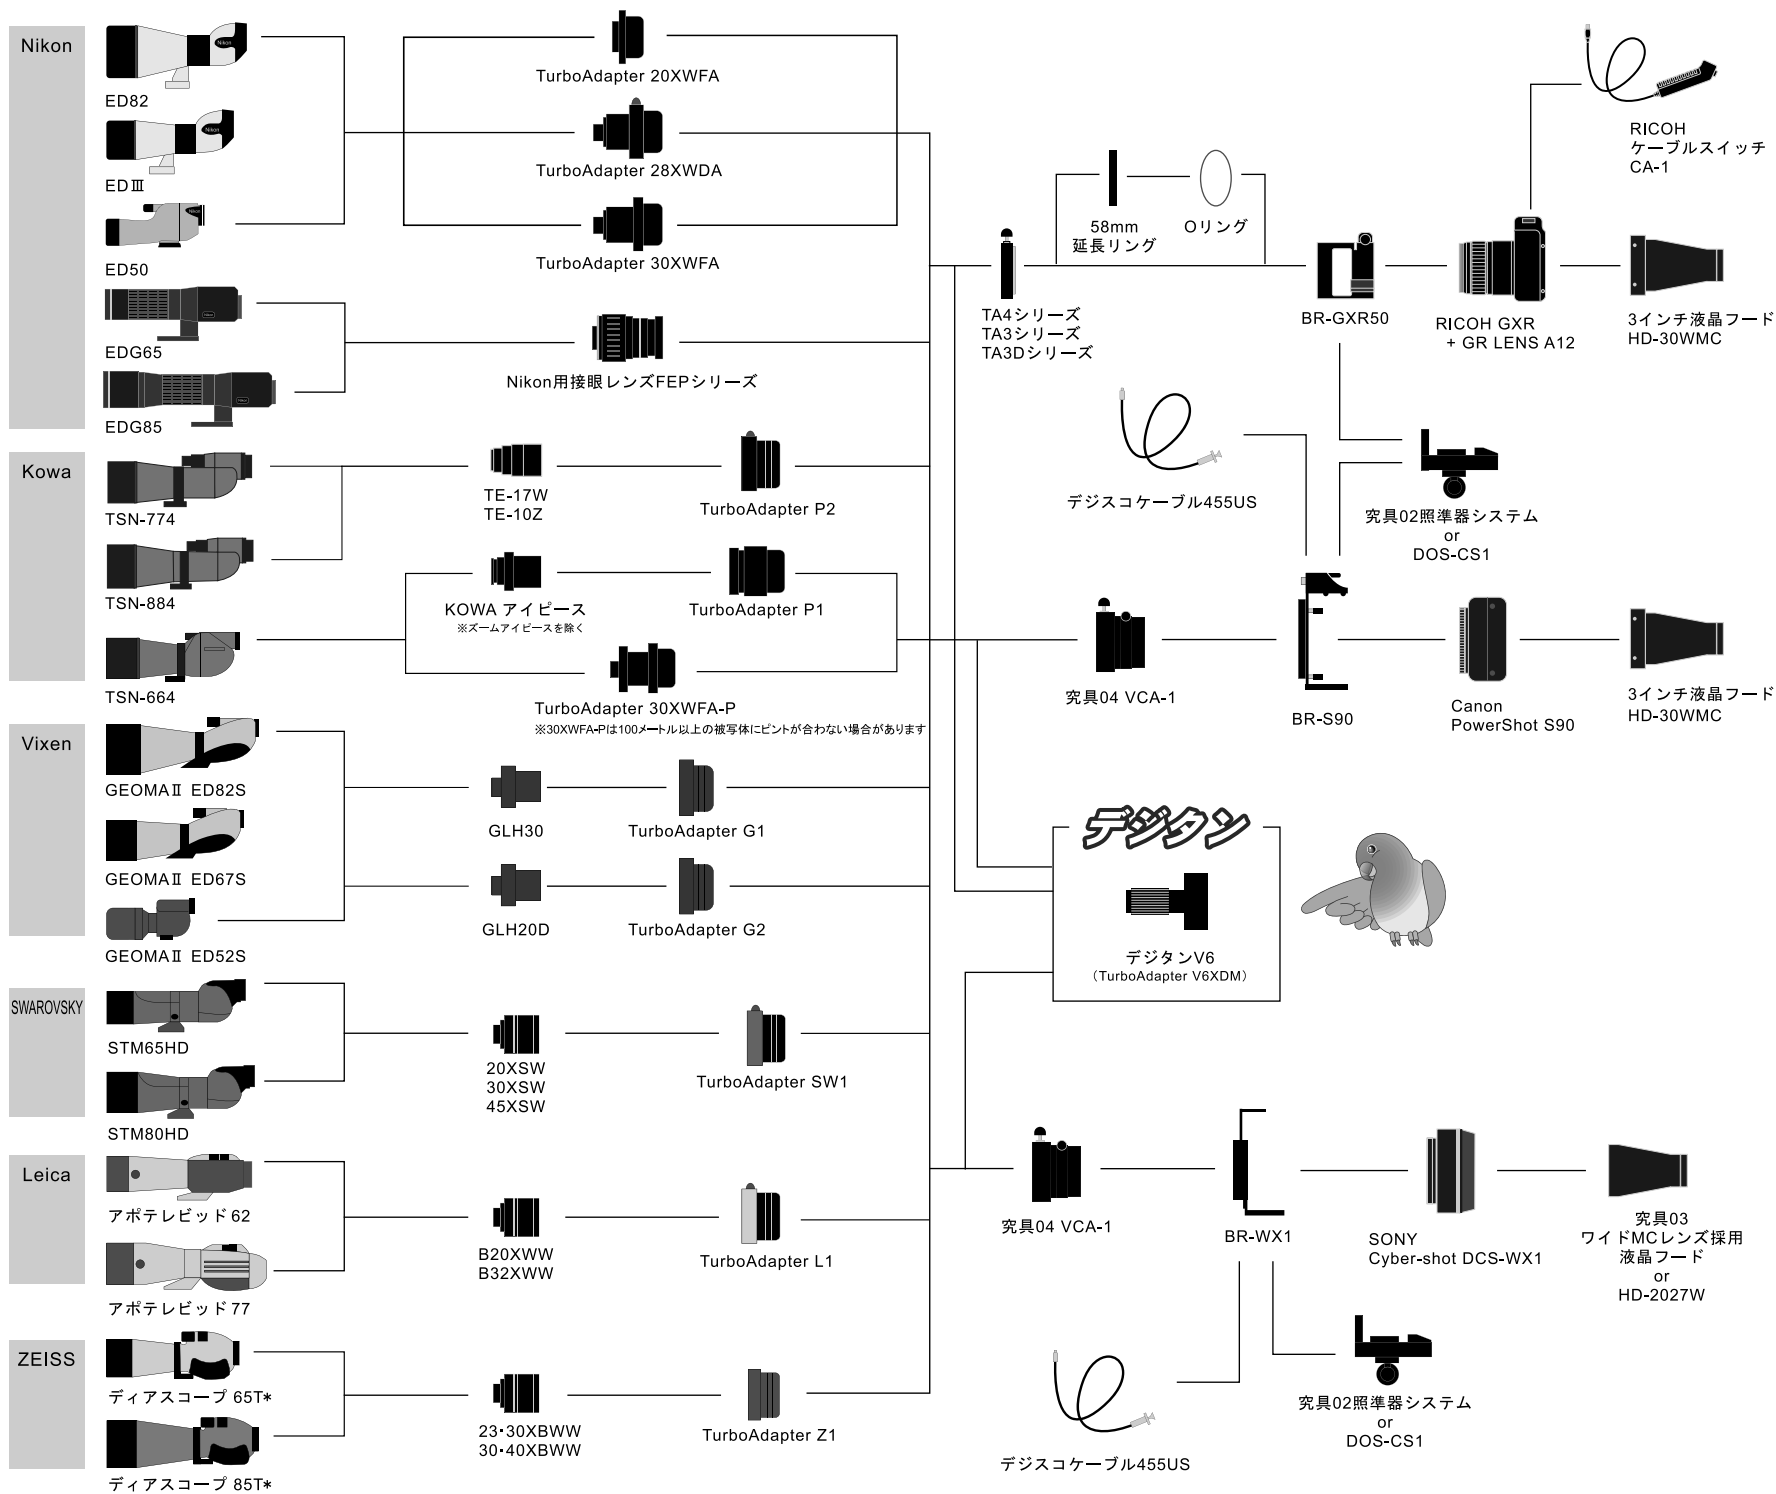 Nikon
ED82
EDⅢ
ED50
EDG65
EDG85
TurboAdapter 20XWFA
TurboAdapter 28XWDA
TurboAdapter 30XWFA
Nikon用接眼レンズFEPシリーズ
Kowa
TSN-774
TSN-884
TSN-664
TE-17W
TE-10Z
TurboAdapter P2
KOWA アイピース
※ズームアイピースを除く
TurboAdapter P1
TurboAdapter 30XWFA-P
※30XWFA-Pは100メートル以上の被写体にピントが合わない場合があります
Vixen
GEOMAⅡ ED82S
GEOMAⅡ ED67S
GEOMAⅡ ED52S
GLH30
TurboAdapter G1
GLH20D
TurboAdapter G2
SWAROVSKY
STM65HD
STM80HD
20XSW
30XSW
45XSW
TurboAdapter SW1
Leica
アポテレビッド62
アポテレビッド77
B20XWW
B32XWW
TurboAdapter L1
ZEISS
ディアスコープ 65T*
ディアスコープ 85T*
23･30XBWW
30･40XBWW
TurboAdapter Z1
TA4シリーズ
TA3シリーズ
TA3Dシリーズ
58mm
延長リング
Oリング
BR-GXR50
RICOH GXR
+ GR LENS A12
RICOH
ケーブルスイッチ
CA-1
3インチ液晶フード
HD-30WMC
デジスコケーブル455US
究具02照準器システム
or
DOS-CS1
究具04 VCA-1
BR-S90
Canon
PowerShot S90
3インチ液晶フード
HD-30WMC
デジタン
デジタンV6
（TurboAdapter V6XDM）
究具04 VCA-1
BR-WX1
SONY
Cyber-shot DCS-WX1
究具03
ワイドMCレンズ採用
液晶フード
or
HD-2027W
デジスコケーブル455US
究具02照準器システム
or
DOS-CS1